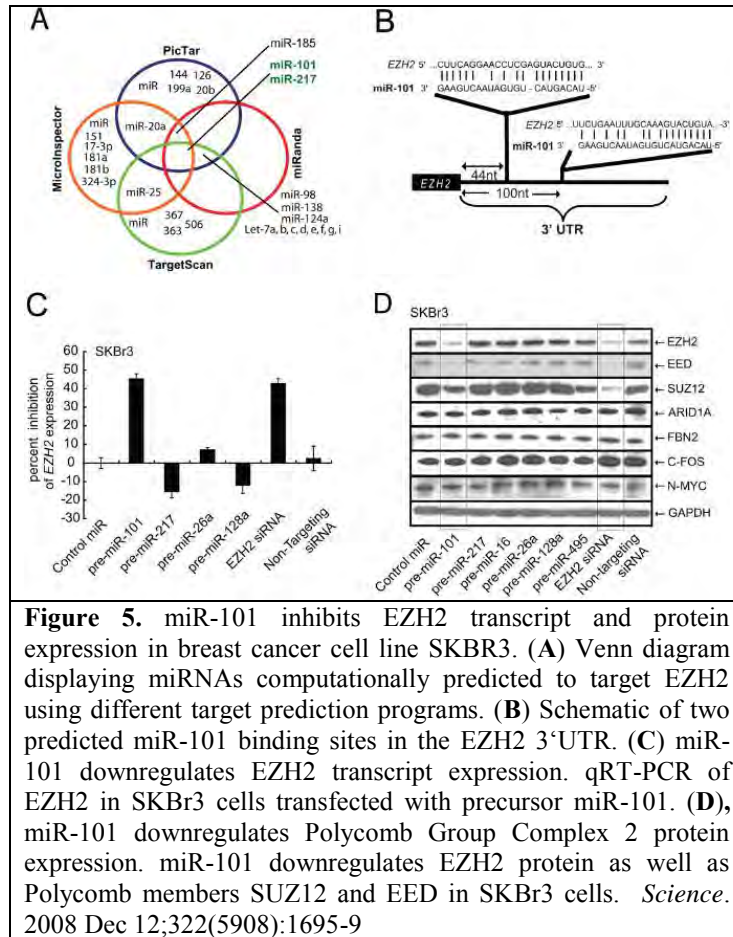 A
PicTar
miR
144
126
199a
20b
miR-185
miR-101
miR-217
MicroInspector
miR
151
17-3p
181a
181b
324-3p
miR-20a
miRanda
miR-25
miR
367
363
506
miR-98
miR-138
miR-124a
Let-7a, b, c, d, e, f, g, i
TargetScan
B
EZH2 5' ...CUUCAGGAACCUCGAGUACUGUG... 3'
miR-101 3' GAAGUCAAUAGUGU - CAUGACAU-5'
EZH2 5' ...UUCUGAAUUUGCAAAGUACUGUA...-3'
miR-101 3' GAAGUCAAUAGUGUCAUGACAU-5'
EZH2
44nt
100nt
3' UTR
C
SKBr3
percent inhibition
of EZH2 expression
60
50
40
30
20
10
0
-10
-20
-30
Control miR
pre-miR-101
pre-miR-217
pre-miR-26a
pre-miR-128a
EZH2 siRNA
Non-Targeting
siRNA
D
SKBr3
←EZH2
←EED
←SUZ12
←ARID1A
←FBN2
←C-FOS
←N-MYC
←GAPDH
Control miR
pre-miR-101
pre-miR-217
pre-miR-16
pre-miR-26a
pre-miR-128a
pre-miR-495
EZH2 siRNA
Non-targeting
siRNA
Figure 5. miR-101 inhibits EZH2 transcript and protein
expression in breast cancer cell line SKBR3. (A) Venn diagram
displaying miRNAs computationally predicted to target EZH2
using different target prediction programs. (B) Schematic of two
predicted miR-101 binding sites in the EZH2 3‘UTR. (C) miR-
101 downregulates EZH2 transcript expression. qRT-PCR of
EZH2 in SKBr3 cells transfected with precursor miR-101. (D),
miR-101 downregulates Polycomb Group Complex 2 protein
expression. miR-101 downregulates EZH2 protein as well as
Polycomb members SUZ12 and EED in SKBr3 cells. Science.
2008 Dec 12;322(5908):1695-9